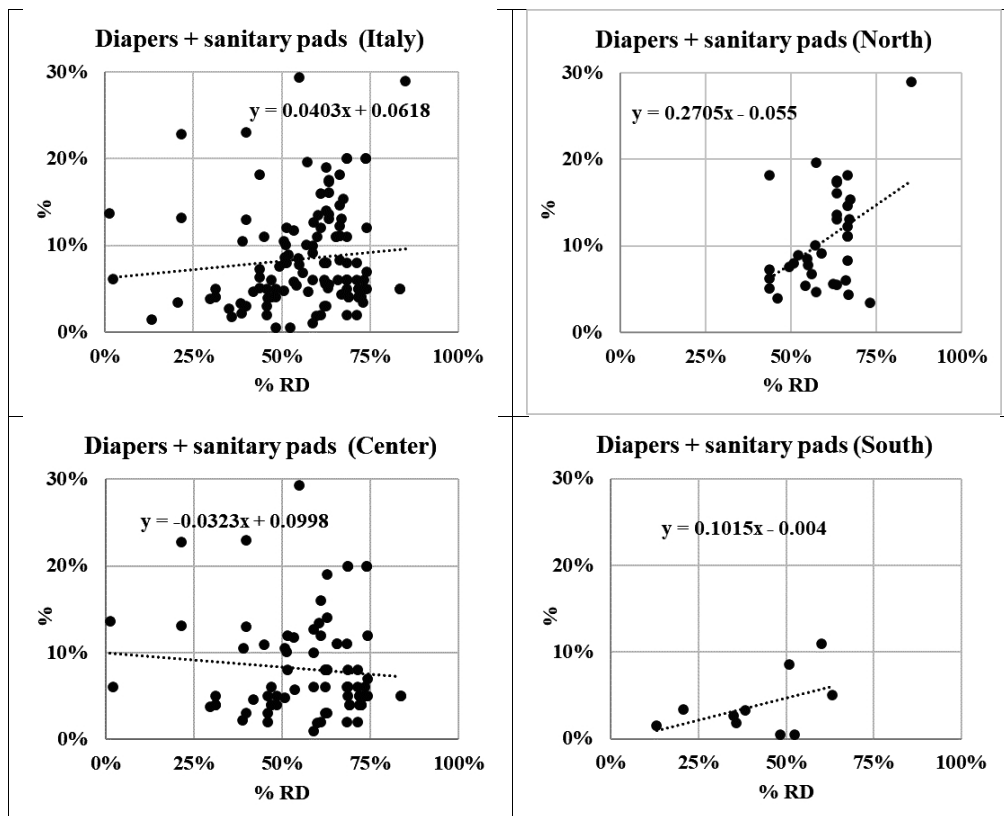 Diapers + sanitary pads (Italy)
30%
y = 0.0403x + 0.0618
20%
%
10%
0%
0% 25% 50% 75% 100%
% RD
Diapers + sanitary pads (North)
30%
y = 0.2705x - 0.055
20%
%
10%
0%
0% 25% 50% 75% 100%
% RD
Diapers + sanitary pads (Center)
30%
y = -0.0323x + 0.0998
20%
%
10%
0%
0% 25% 50% 75% 100%
% RD
Diapers + sanitary pads (South)
30%
y = 0.1015x - 0.004
20%
%
10%
0%
0% 25% 50% 75% 100%
% RD